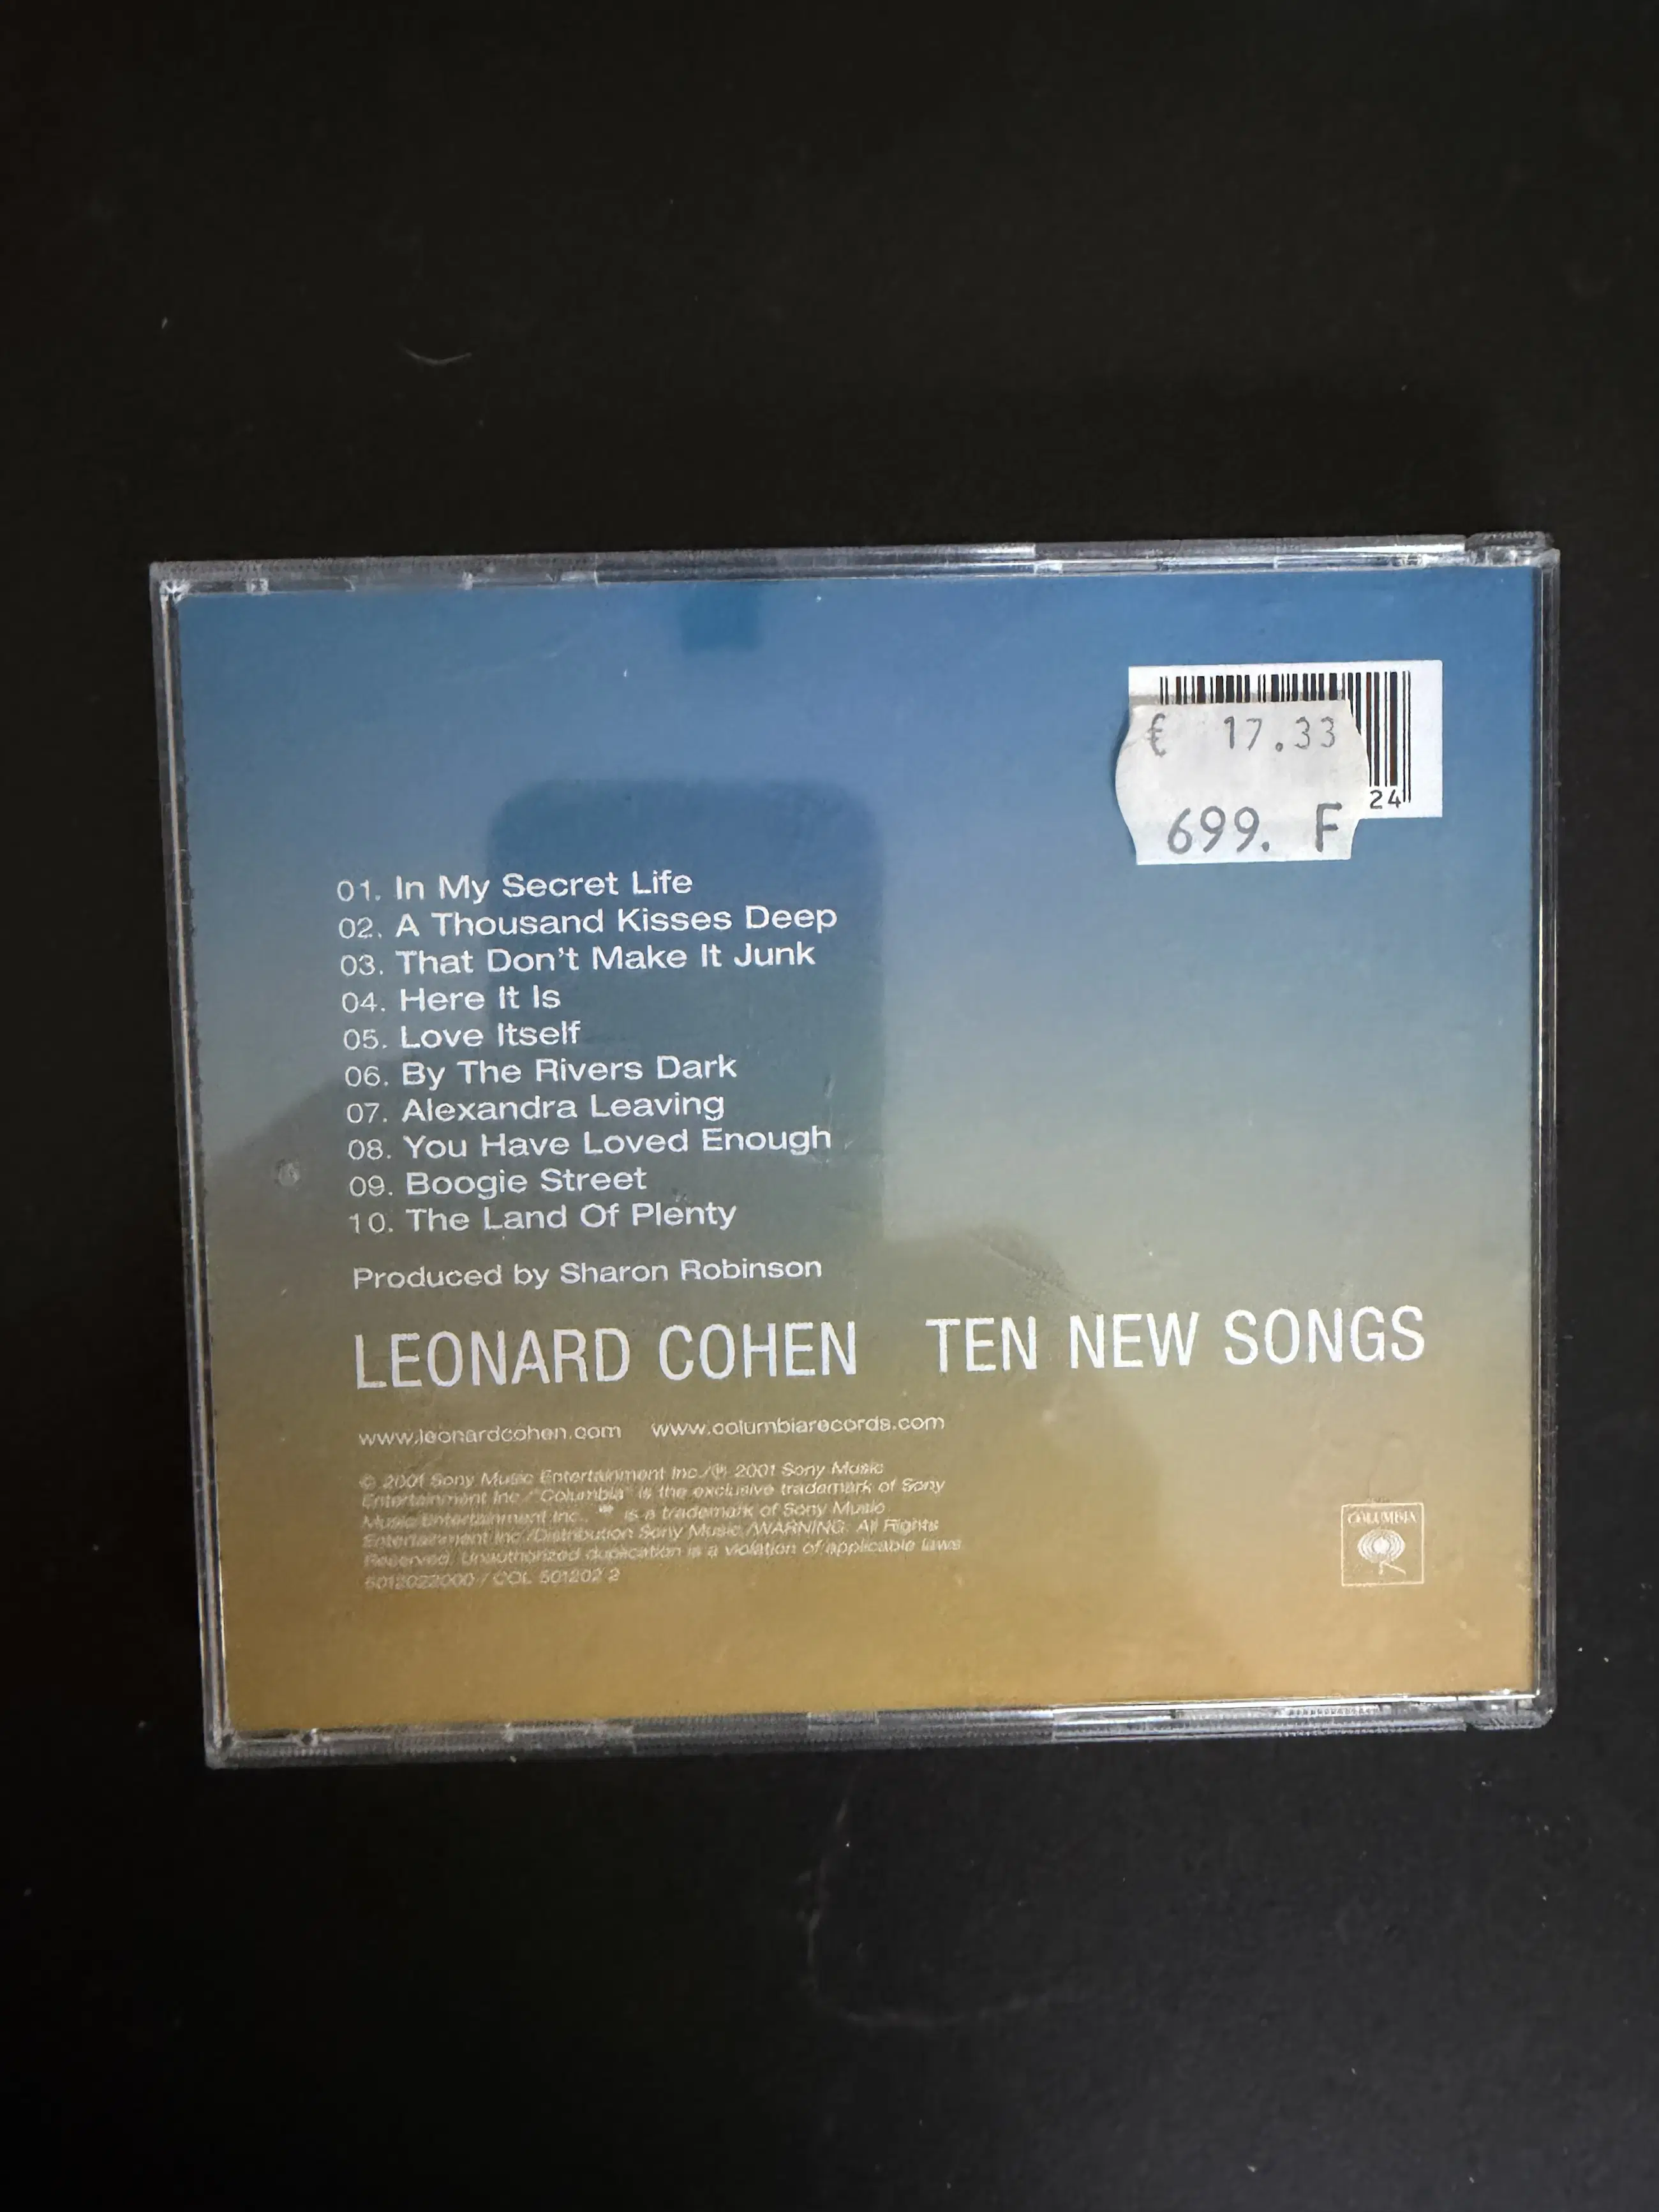 € 17.33
699. F
24
01. In My Secret Life
02. A Thousand Kisses Deep
03. That Don't Make It Junk
04. Here It Is
05. Love Itself
06. By The Rivers Dark
07. Alexandra Leaving
08. You Have Loved Enough
09. Boogie Street
10. The Land Of Plenty
Produced by Sharon Robinson
LEONARD COHEN TEN NEW SONGS
www.leonardcohen.com www.columbiarecords.com
© 2001 Sony Music Entertainment Inc./℗ 2001 Sony Music
Entertainment Inc./"Columbia" is the exclusive trademark of Sony
Music Entertainment Inc. is a trademark of Sony Music
Entertainment Inc./Distribution Sony Music/WARNING: All Rights
Reserved. Unauthorized duplication is a violation of applicable laws
5012022000 / COL 501202 2
COLUMBIA